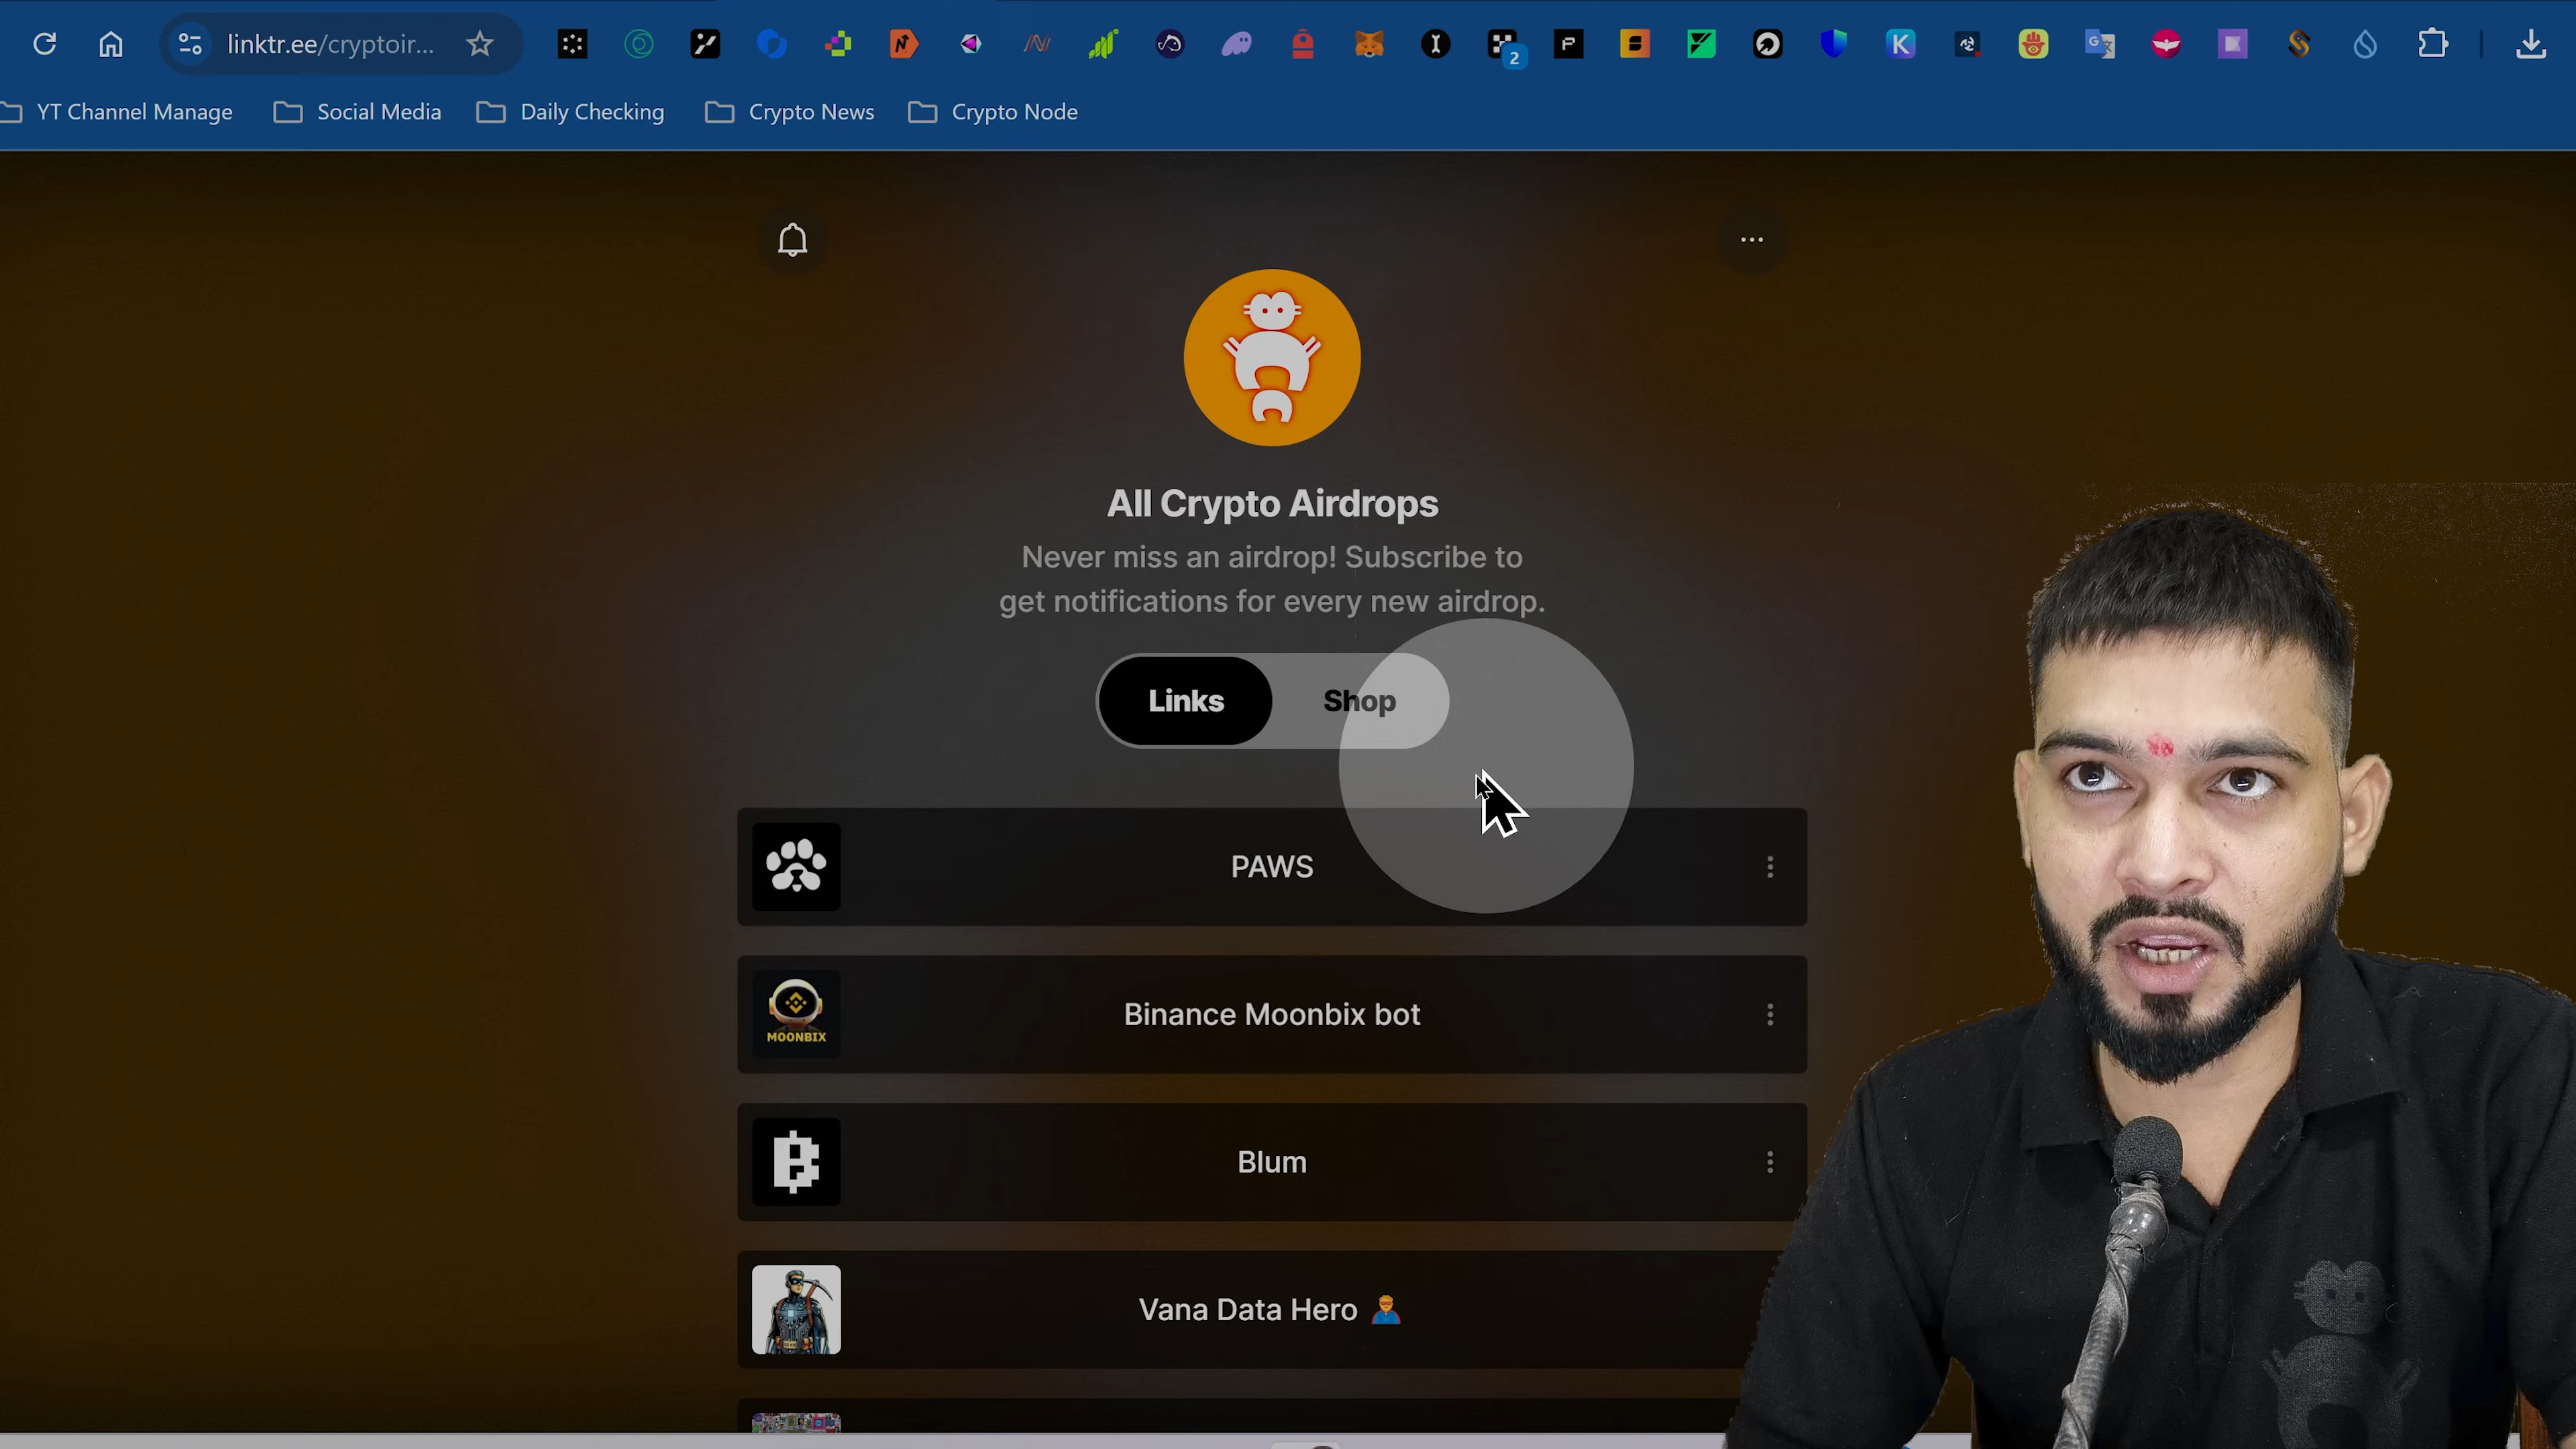 linktr.ee/cryptoir...
2
YT Channel Manage
Social Media
Daily Checking
Crypto News
Crypto Node
All Crypto Airdrops
Never miss an airdrop! Subscribe to
get notifications for every new airdrop.
Links
Shop
PAWS
MOONBIX
Binance Moonbix bot
Blum
Vana Data Hero